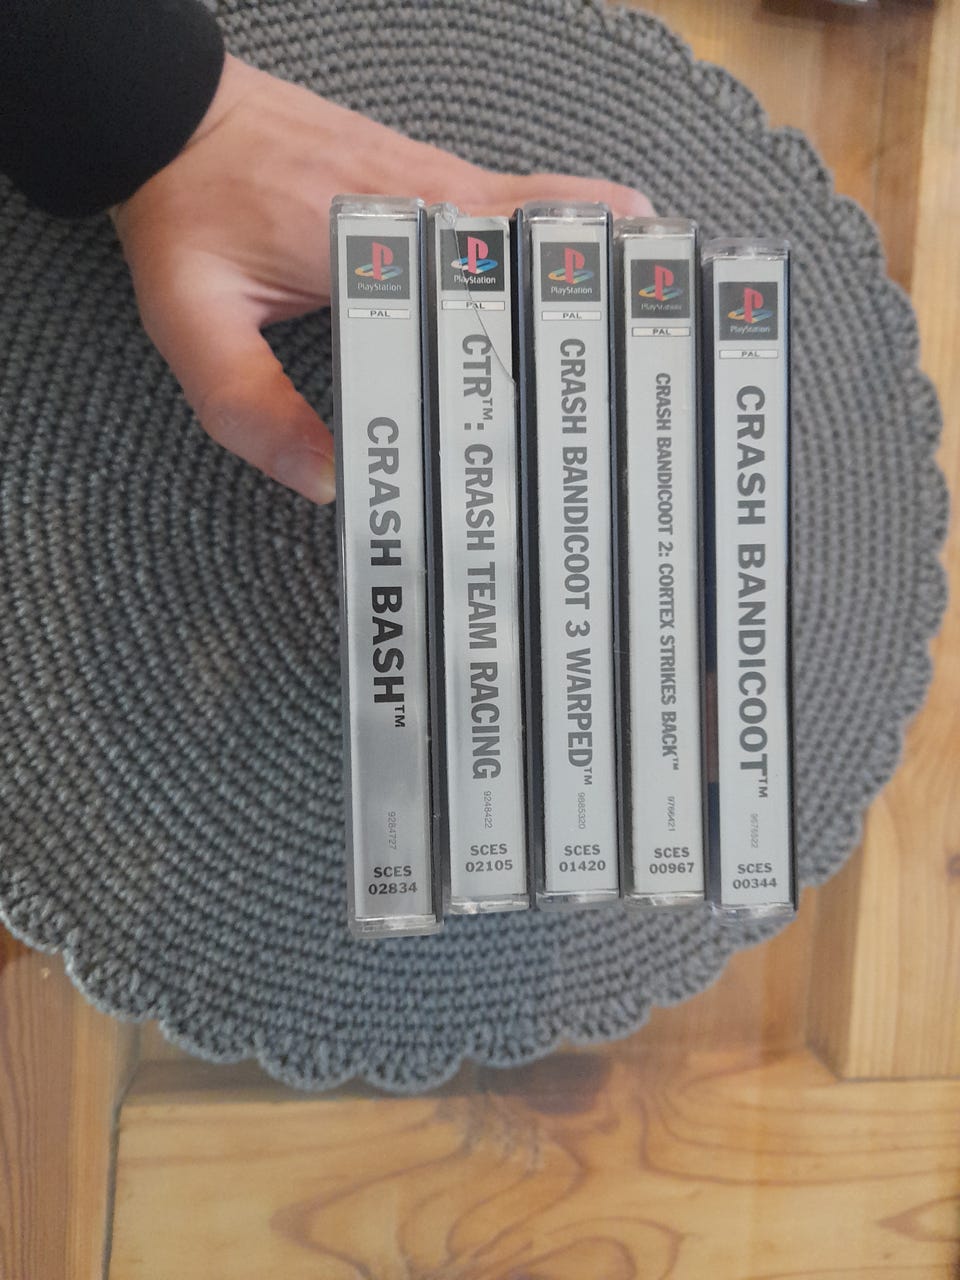 PlayStation
PAL
CRASH BASH™
9284727
SCES
02834
PlayStation
PAL
CTR™: CRASH TEAM RACING
9248422
SCES
02105
PlayStation
PAL
CRASH BANDICOOT 3 WARPED™
9885320
SCES
01420
PlayStation
PAL
CRASH BANDICOOT 2: CORTEX STRIKES BACK™
9766421
SCES
00967
PlayStation
PAL
CRASH BANDICOOT™
SCES
00344